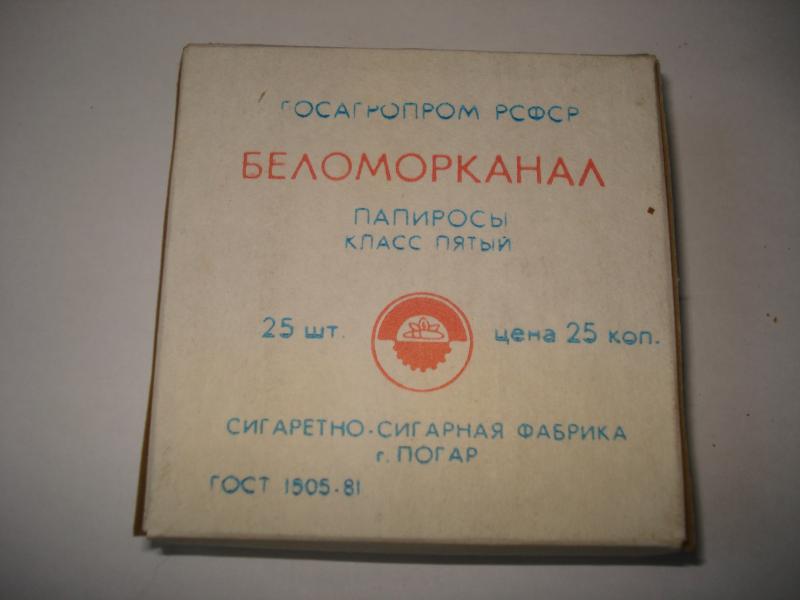 ГОСАГРОПРОМ РСФСР
БЕЛОМОРКАНАЛ
ПАПИРОСЫ
КЛАСС ПЯТЫЙ
25 шт. цена 25 коп.
СИГАРЕТНО-СИГАРНАЯ ФАБРИКА
г. ПОГАР
ГОСТ 1505-81